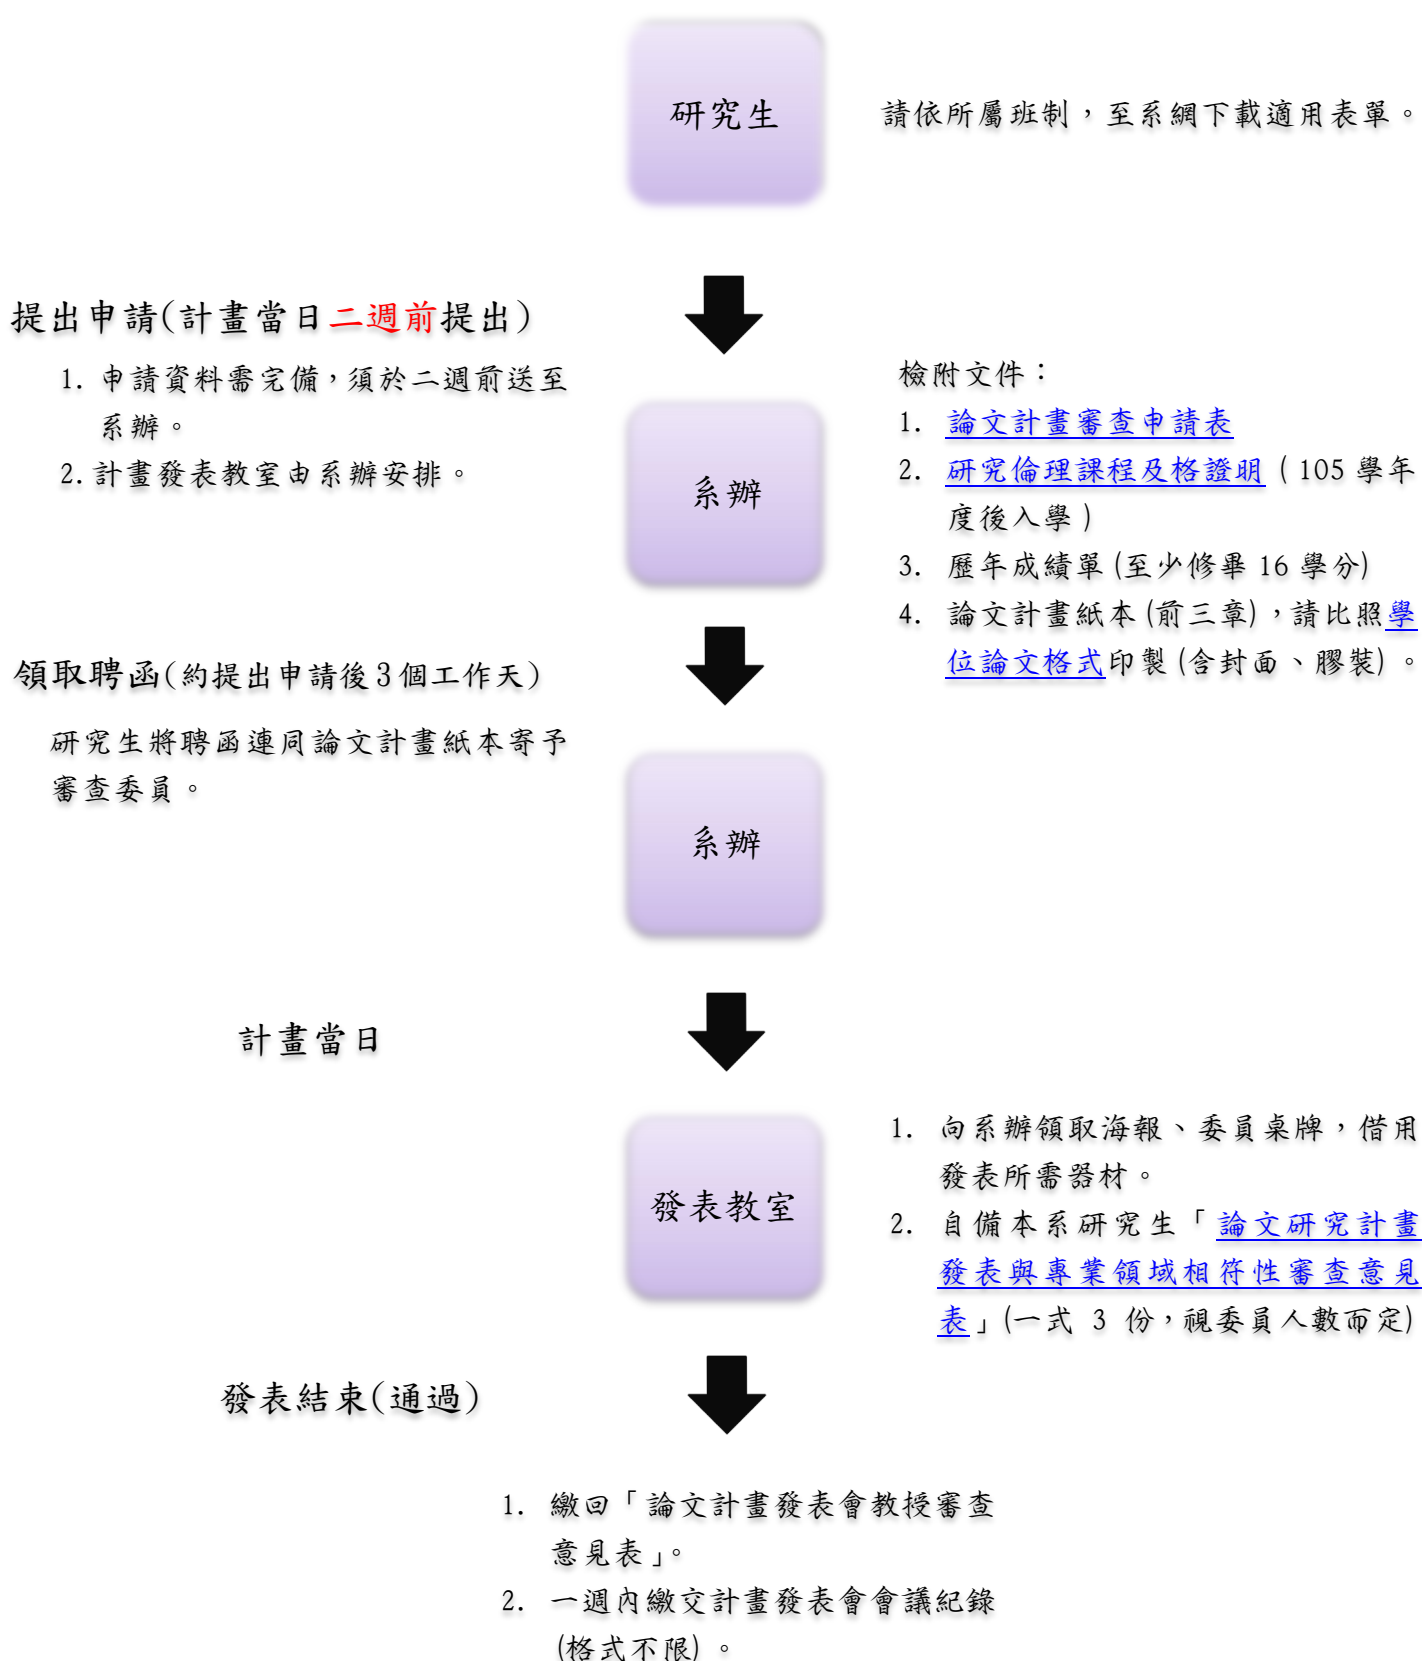 研究生
請依所屬班制，至系網下載適用表單。
提出申請(計畫當日二週前提出)
1. 申請資料需完備，須於二週前送至
系辦。
2. 計畫發表教室由系辦安排。
系辦
檢附文件：
1. 論文計畫審查申請表
2. 研究倫理課程及格證明（105 學年
度後入學）
3. 歷年成績單(至少修畢 16 學分)
4. 論文計畫紙本(前三章)，請比照學
位論文格式印製(含封面、膠裝)。
領取聘函(約提出申請後3個工作天)
研究生將聘函連同論文計畫紙本寄予
審查委員。
系辦
計畫當日
發表教室
1. 向系辦領取海報、委員桌牌，借用
發表所需器材。
2. 自備本系研究生「論文研究計畫
發表與專業領域相符性審查意見
表」(一式 3 份，視委員人數而定)
發表結束(通過)
1. 繳回「論文計畫發表會教授審查
意見表」。
2. 一週內繳交計畫發表會會議紀錄
(格式不限)。